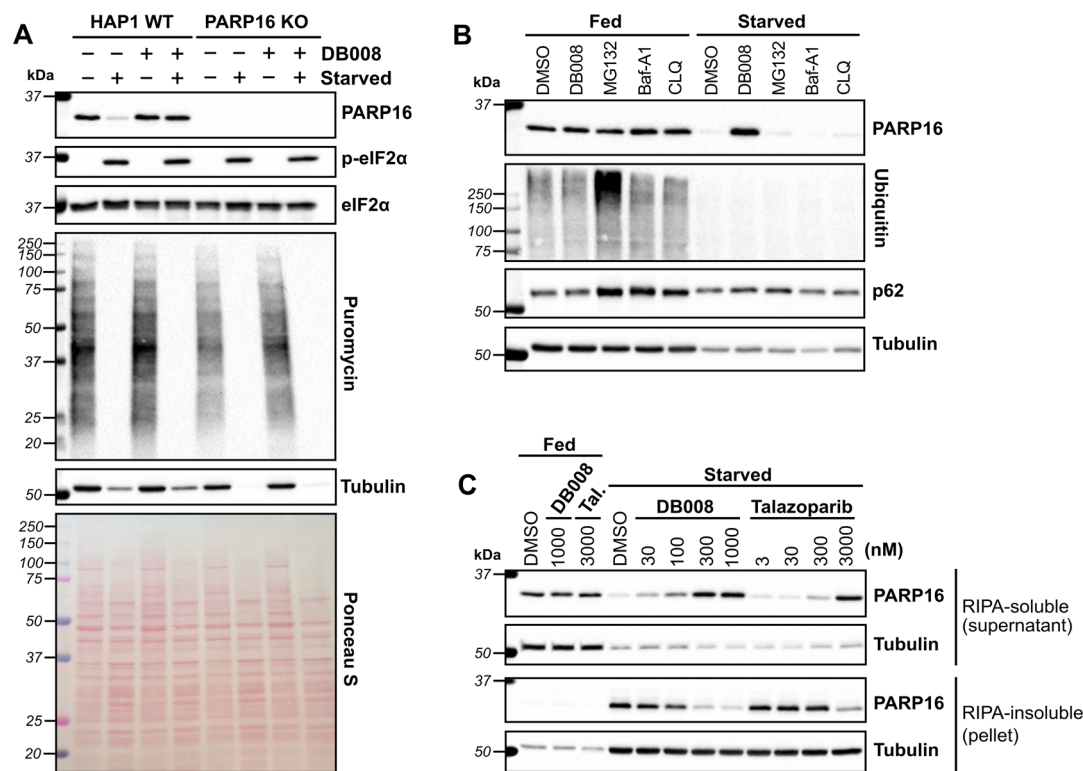 A
HAP1 WT PARP16 KO
– – + + – – + + DB008
– + – + – + – + Starved
kDa
37
PARP16
37
p-eIF2α
37
eIF2α
250
150
100
75
50
37
25
20
Puromycin
50
Tubulin
250
150
100
75
50
37
25
20
Ponceau S
B
Fed Starved
DMSO DB008 MG132 Baf-A1 CLQ DMSO DB008 MG132 Baf-A1 CLQ
kDa
37
PARP16
250
150
100
75
Ubiquitin
p62
50
50
Tubulin
C
Fed
Starved
DB008 Tal. DB008 Talazoparib
DMSO 1000 3000 DMSO 30 100 300 1000 3 30 300 3000 (nM)
kDa
37
PARP16
50
Tubulin
RIPA-soluble
(supernatant)
37
PARP16
50
Tubulin
RIPA-insoluble
(pellet)